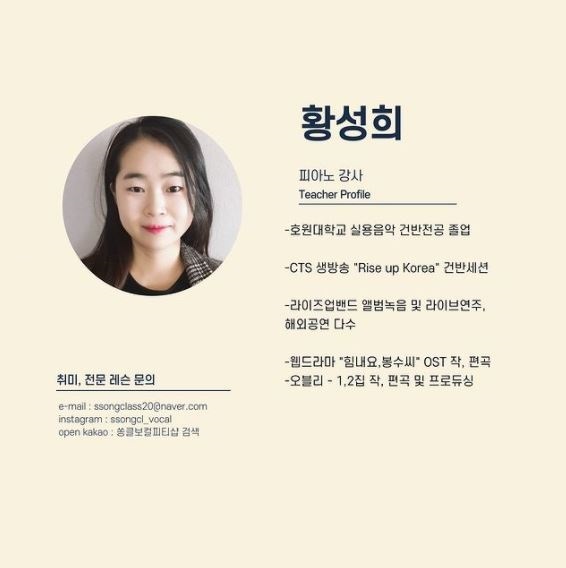 황성희
피아노 강사
Teacher Profile
-호원대학교 실용음악 건반전공 졸업
-CTS 생방송 "Rise up Korea" 건반세션
-라이즈업밴드 앨범녹음 및 라이브연주,
해외공연 다수
-웹드라마 "힘내요,봉수씨" OST 작, 편곡
-오블리 - 1,2집 작, 편곡 및 프로듀싱
취미, 전문 레슨 문의
e-mail : ssongclass20@naver.com
instagram : ssongcl_vocal
open kakao : 쏭클보컬피티샵 검색